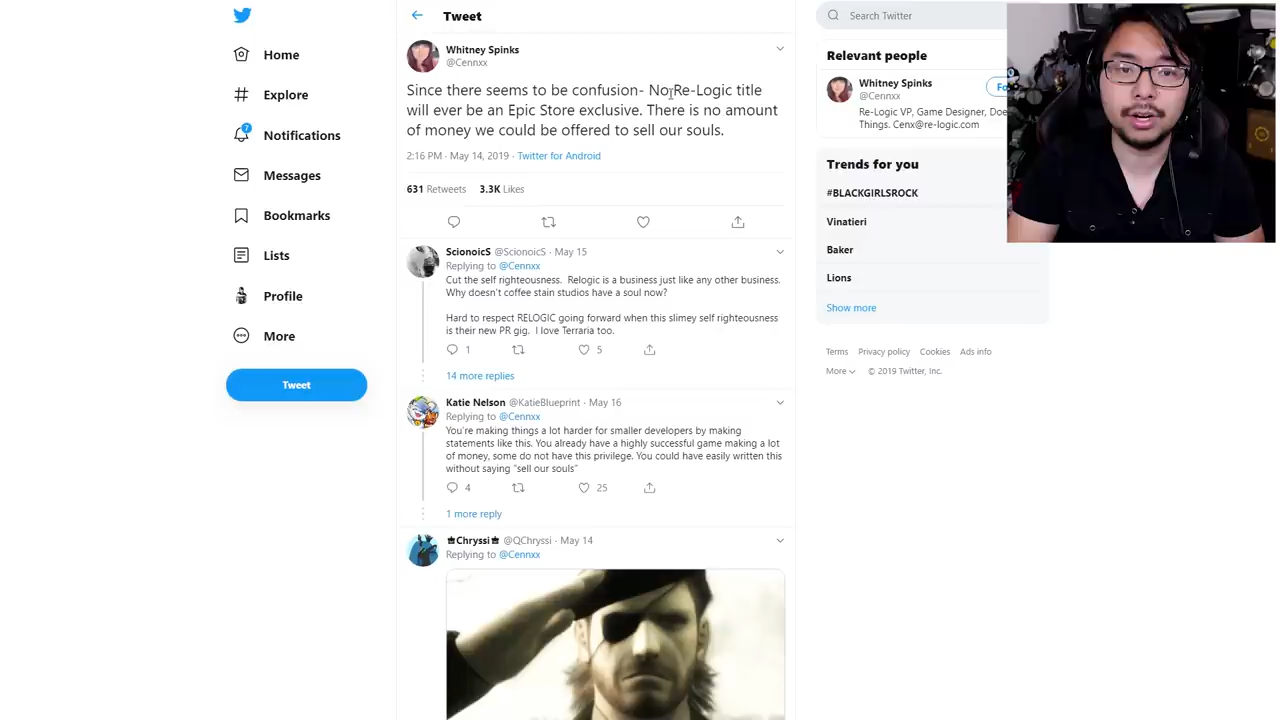 Home
Explore
7
Notifications
Messages
Bookmarks
Lists
Profile
More
Tweet
Tweet
Whitney Spinks
@Cennxx
Since there seems to be confusion- No Re-Logic title
will ever be an Epic Store exclusive. There is no amount
of money we could be offered to sell our souls.
2:16 PM · May 14, 2019 · Twitter for Android
631 Retweets 3.3K Likes
ScionoicS @ScionoicS · May 15
Replying to @Cennxx
Cut the self righteousness. Relogic is a business just like any other business.
Why doesn't coffee stain studios have a soul now?
Hard to respect RELOGIC going forward when this slimey self righteousness
is their new PR gig. I love Terraria too.
1 5
14 more replies
Katie Nelson @KatieBlueprint · May 16
Replying to @Cennxx
You're making things a lot harder for smaller developers by making
statements like this. You already have a highly successful game making a lot
of money, some do not have this privilege. You could have easily written this
without saying "sell our souls"
4 25
1 more reply
♛Chryssi♛ @QChryssi · May 14
Replying to @Cennxx
Search Twitter
Relevant people
Whitney Spinks
@Cennxx
Fo
Re-Logic VP, Game Designer, Doe
Things. Cenx@re-logic.com
Trends for you
#BLACKGIRLSROCK
Vinatieri
Baker
Lions
Show more
Terms Privacy policy Cookies Ads info
More © 2019 Twitter, Inc.